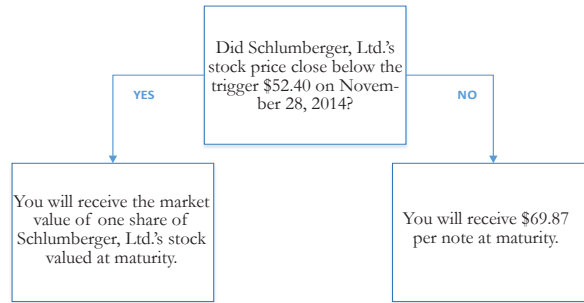 Did Schlumberger, Ltd.'s
stock price close below the
trigger $52.40 on Novem-
ber 28, 2014?
YES
NO
You will receive the market
value of one share of
Schlumberger, Ltd.'s stock
valued at maturity.
You will receive $69.87
per note at maturity.